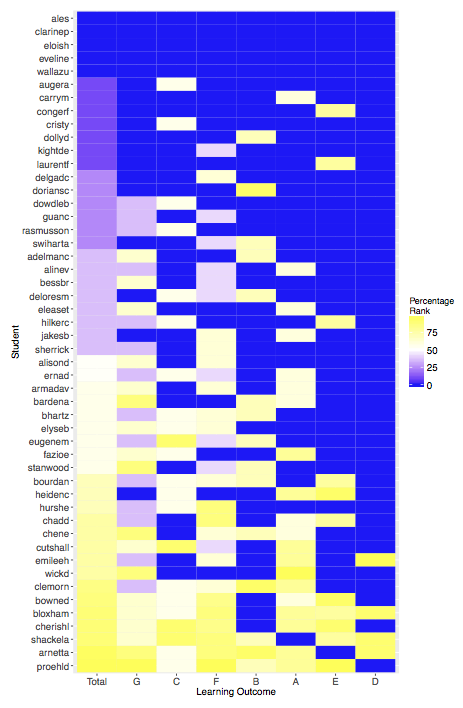 ales
clarinep
eloish
eveline
wallazu
augera
carrym
congerf
cristy
dollyd
kightde
laurentf
delgadc
doriansc
dowdleb
guanc
rasmusson
swiharta
adelmanc
alinev
bessbr
deloresm
eleaset
hilkerc
jakesb
sherrick
alisond
ernad
armadav
bardena
bhartz
elyseb
eugenem
fazioe
stanwood
bourdan
heidenc
hurshe
chadd
chene
cutshall
emileeh
wickd
clemorn
bowned
bloxham
cherishl
shackela
arnetta
proehld
Student
Total G C F B A E D
Learning Outcome
Percentage
Rank
75
50
25
0